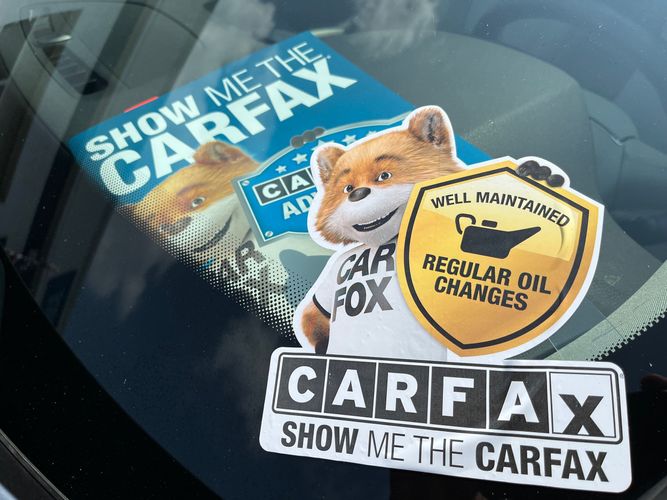 SHOW ME THE
CARFAX
CAR
FOX
WELL MAINTAINED
REGULAR OIL
CHANGES
CARFAX
SHOW ME THE CARFAX